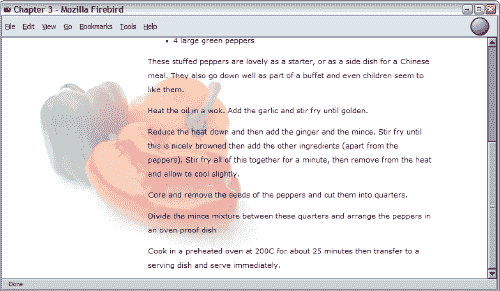 Chapter 3 - Mozilla Firebird
File Edit View Go Bookmarks Tools Help
4 large green peppers
These stuffed peppers are lovely as a starter, or as a side dish for a Chinese
meal. They also go down well as part of a buffet and even children seem to
like them.
Heat the oil in a wok. Add the garlic and stir fry until golden.
Reduce the heat down and then add the ginger and the mince. Stir fry until
this is nicely browned then add the other ingredients (apart from the
peppers). Stir fry all of this together for a minute, then remove from the heat
and allow to cool slightly.
Core and remove the seeds of the peppers and cut them into quarters.
Divide the mince mixture between these quarters and arrange the peppers in
an oven proof dish
Cook in a preheated oven at 200C for about 25 minutes then transfer to a
serving dish and serve immediately.
Done